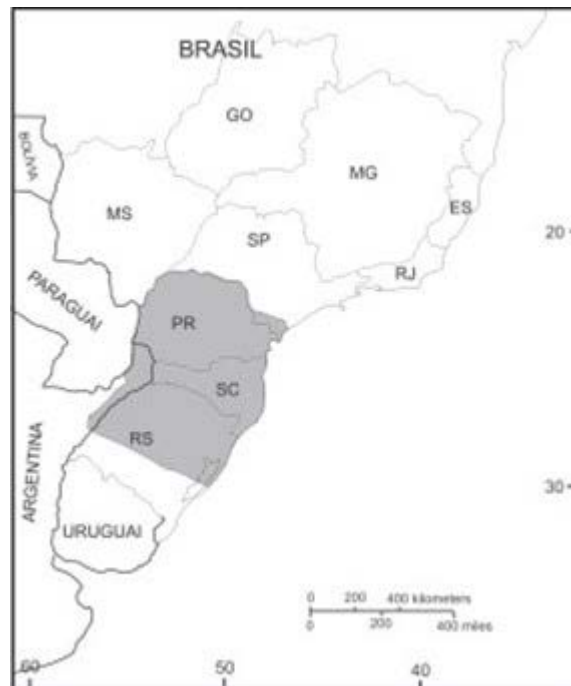 BRASIL
GO
BOLIVIA
MG
MS
ES
SP
20
RJ
PARAGUAI
PR
SC
RS
ARGENTINA
30
URUGUAI
0 200 400 kilometers
0 200 400 miles
60 50 40